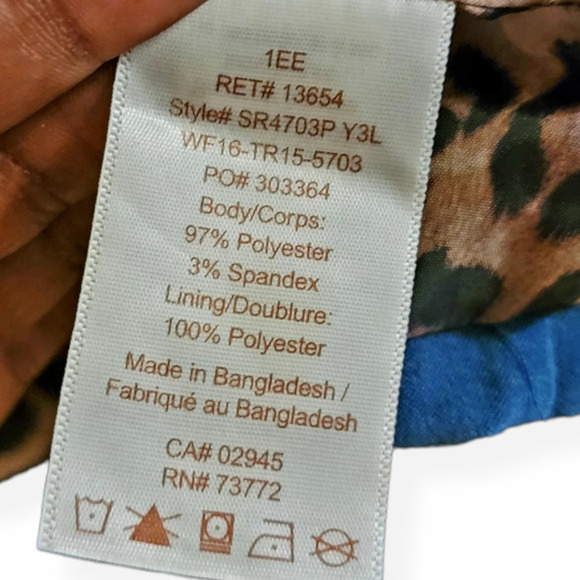 1EE
RET# 13654
Style# SR4703P Y3L
WF16-TR15-5703
PO# 303364
Body/Corps:
97% Polyester
3% Spandex
Lining/Doublure:
100% Polyester
Made in Bangladesh /
Fabriqué au Bangladesh
CA# 02945
RN# 73772